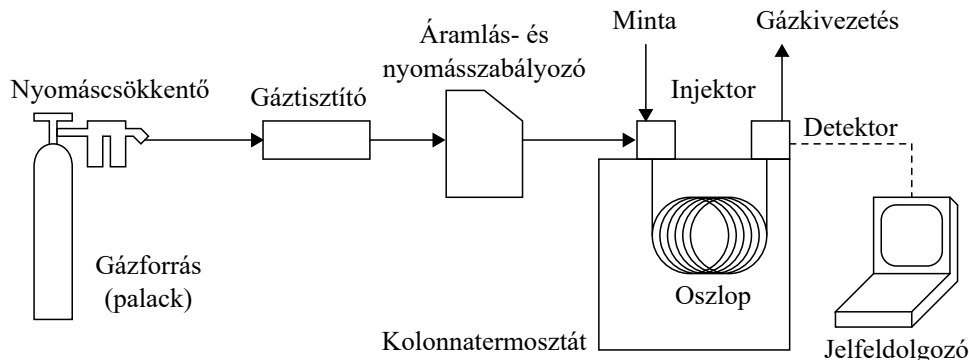 Minta
Gázkivezetés
Áramlás- és
nyomásszabályozó
Nyomáscsökkentő
Gáztisztító
Injektor
Detektor
Gázforrás
(palack)
Oszlop
Kolonnatermosztát
Jelfeldolgozó